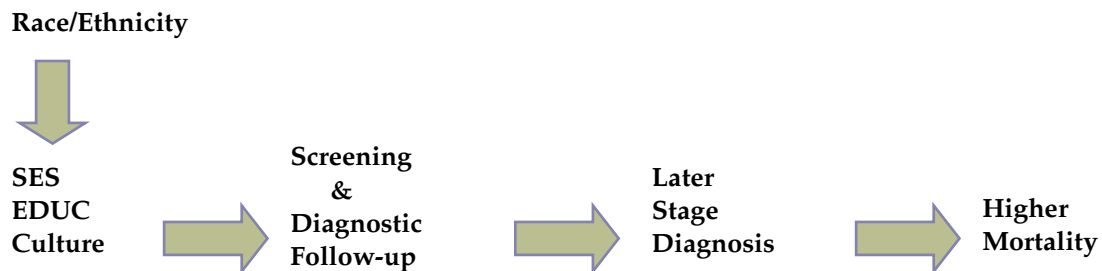 Race/Ethnicity
SES
EDUC
Culture
Screening
&
Diagnostic
Follow-up
Later
Stage
Diagnosis
Higher
Mortality